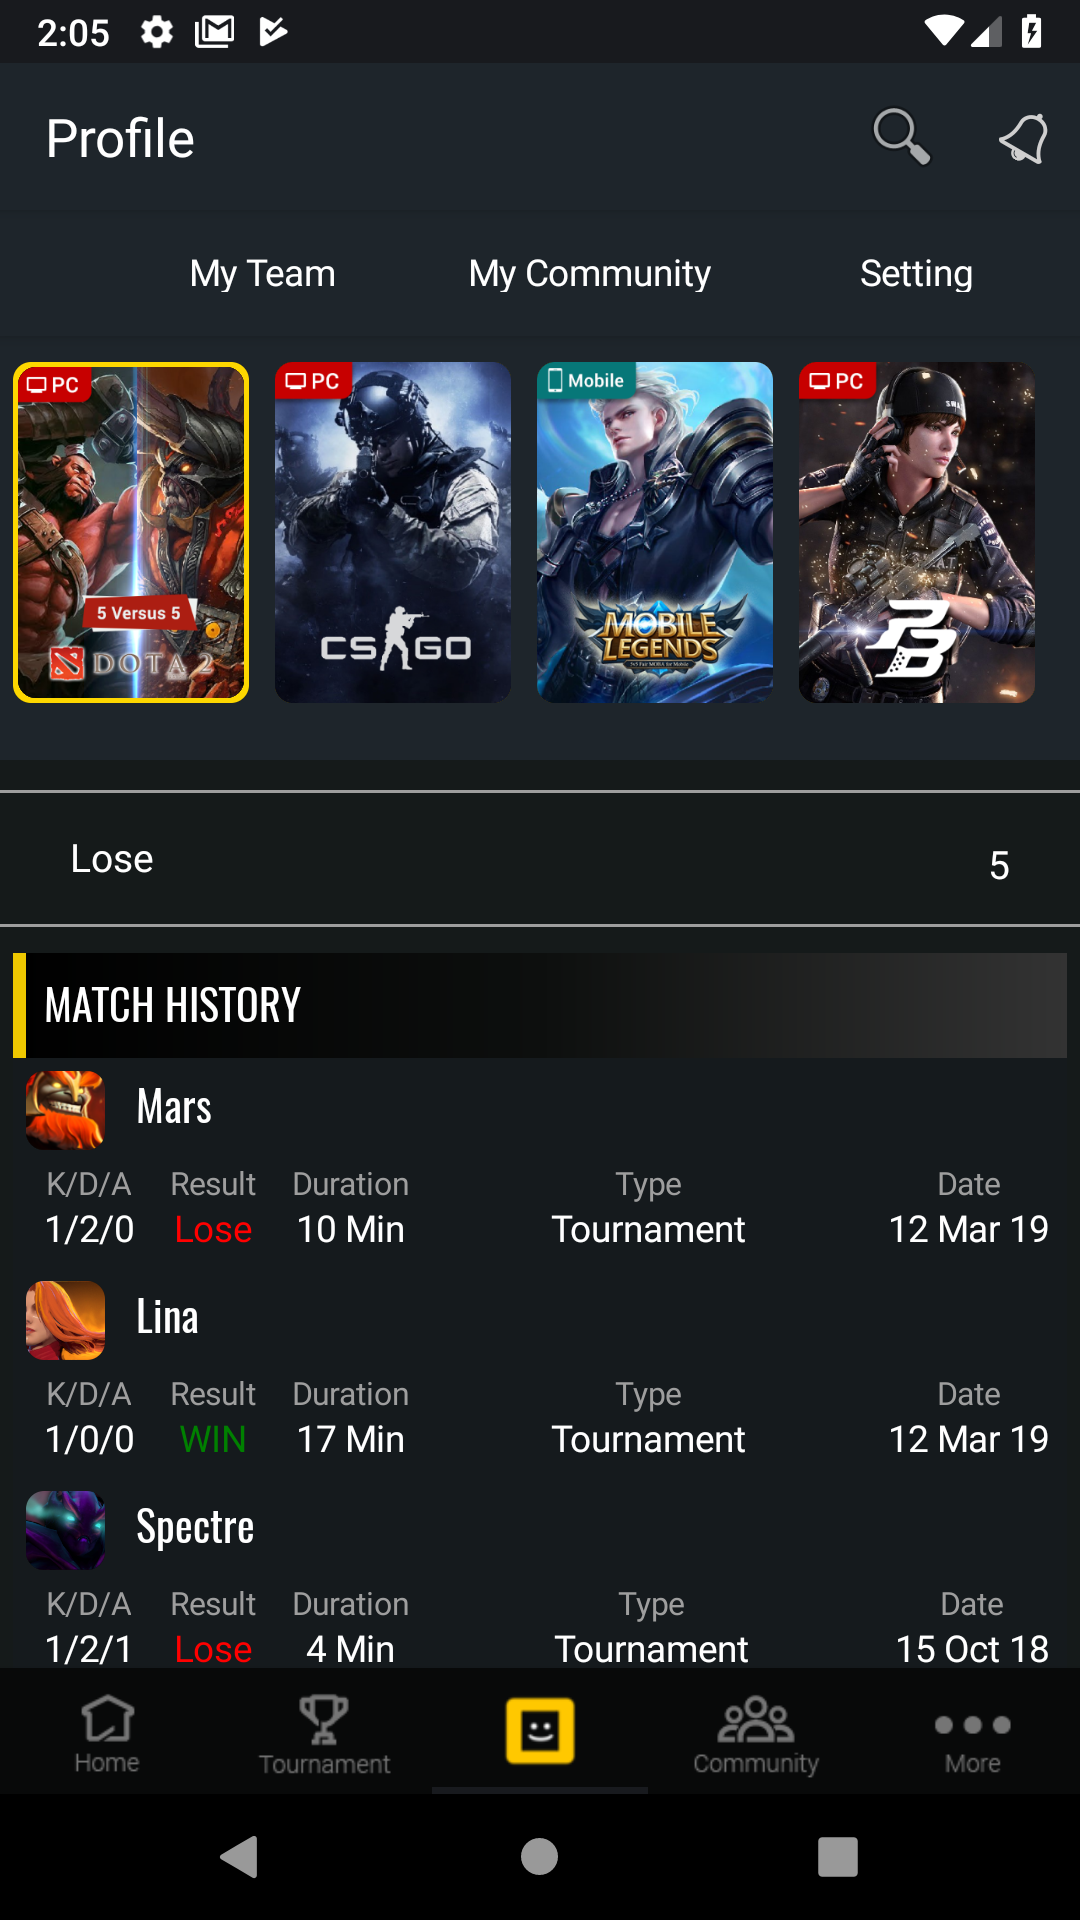 2:05
Profile
My Team
My Community
Setting
PC
5 Versus 5
DOTA 2
PC
CS GO
Mobile
MOBILE
LEGENDS
5v5 Fair MOBA for Mobile
PC
SWAT
PB
Lose
5
MATCH HISTORY
Mars
K/D/A Result Duration Type Date
1/2/0 Lose 10 Min Tournament 12 Mar 19
Lina
K/D/A Result Duration Type Date
1/0/0 WIN 17 Min Tournament 12 Mar 19
Spectre
K/D/A Result Duration Type Date
1/2/1 Lose 4 Min Tournament 15 Oct 18
Home
Tournament
Community
More